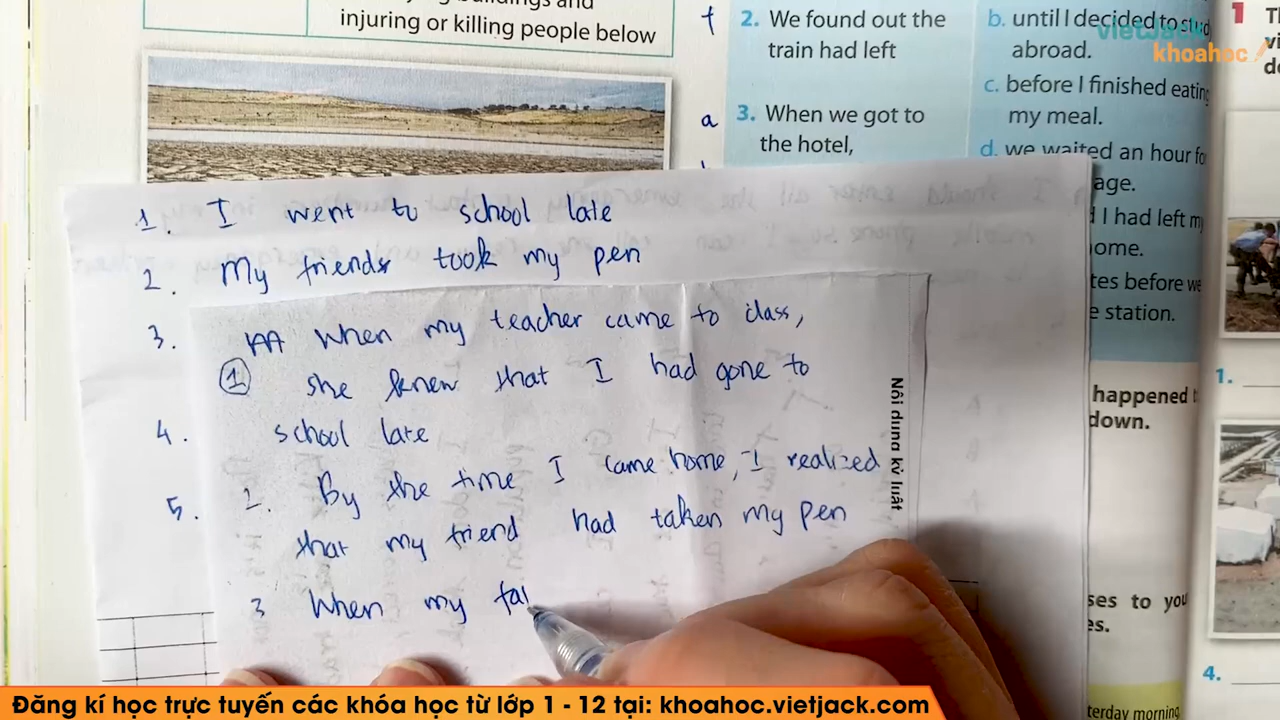 injuring or killing people below
f 2. We found out the
train had left
a 3. When we got to
the hotel,
b. until I decided to
abroad.
c. before I finished eating
my meal.
d. we waited an hour
age.
I had left
ome.
tes before we
station.
happened
down.
ses to you
es.
terday morning
1
1.
4.
vietjack
khoahoc
1. I went to school late
2. My friends took my pen
3.
4.
5.
When my teacher came to class,
1 she knew that I had gone to
school late
2. By the time I came home, I realized
that my friend had taken my pen
3 When my fa
Nội dung kỷ luật
Đăng kí học trực tuyến các khóa học từ lớp 1 - 12 tại: khoahoc.vietjack.com